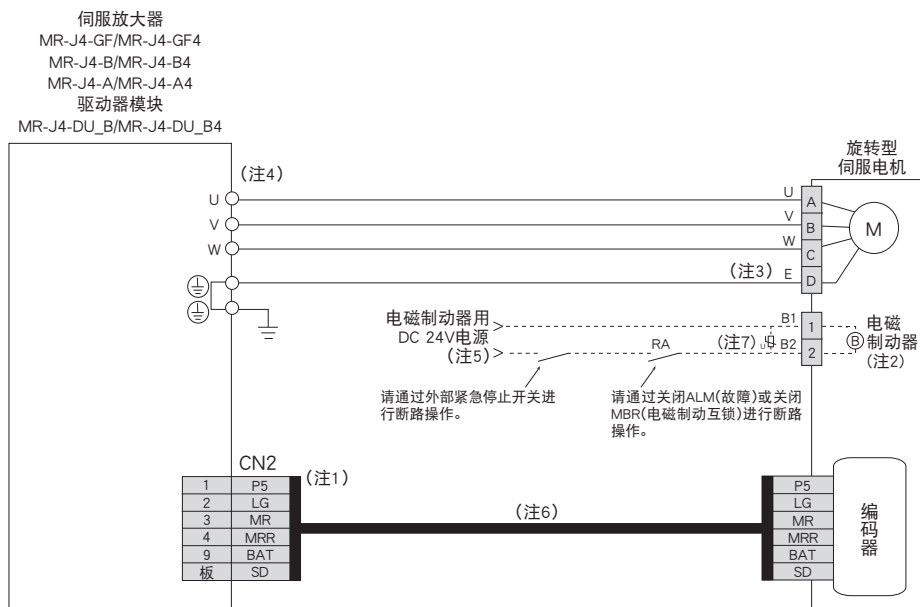 伺服放大器
MR-J4-GF/MR-J4-GF4
MR-J4-B/MR-J4-B4
MR-J4-A/MR-J4-A4
驱动器模块
MR-J4-DU_B/MR-J4-DU_B4
旋转型
伺服电机
(注4)
U
V
W
U
V
W
(注3)
E
A
B
C
D
M
电磁制动器用
DC 24V电源
(注5)
B1
B2
RA
(注7)
U
1
2
B
电磁
制动器
(注2)
请通过外部紧急停止开关进
行断路操作。
请通过关闭ALM(故障)或关闭
MBR(电磁制动互锁)进行断路
操作。
CN2
(注1)
1 P5
2 LG
3 MR
4 MRR
9 BAT
板 SD
(注6)
P5
LG
MR
MRR
BAT
SD
编码器